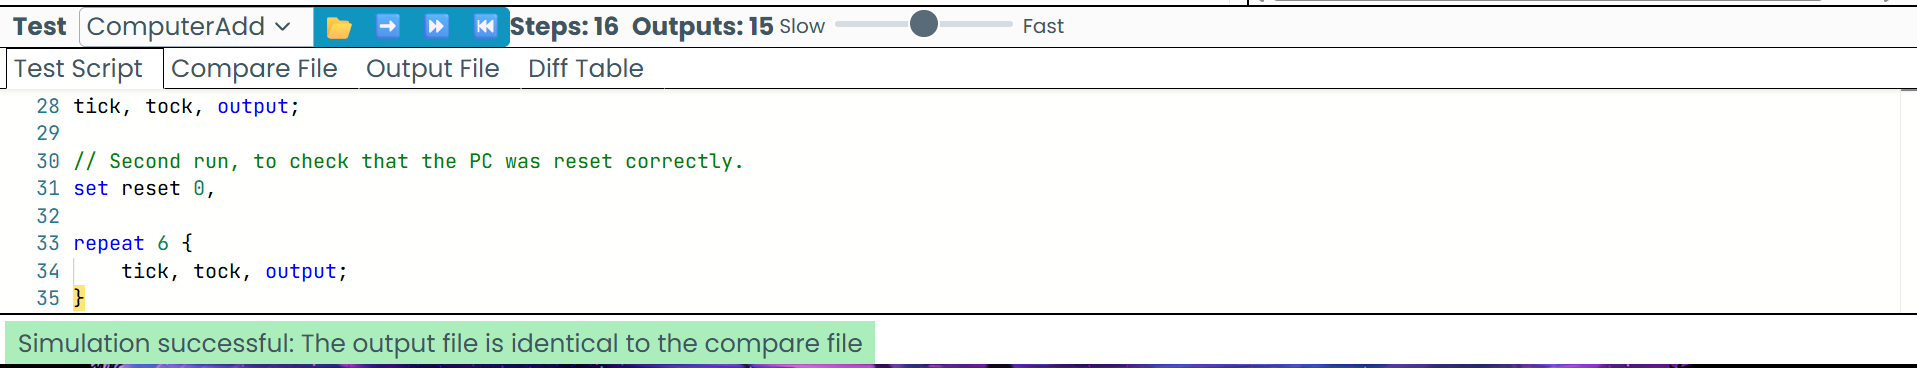 Test ComputerAdd Steps: 16 Outputs: 15 Slow Fast
Test Script Compare File Output File Diff Table
28 tick, tock, output;
29
30 // Second run, to check that the PC was reset correctly.
31 set reset 0,
32
33 repeat 6 {
34 tick, tock, output;
35 }
Simulation successful: The output file is identical to the compare file